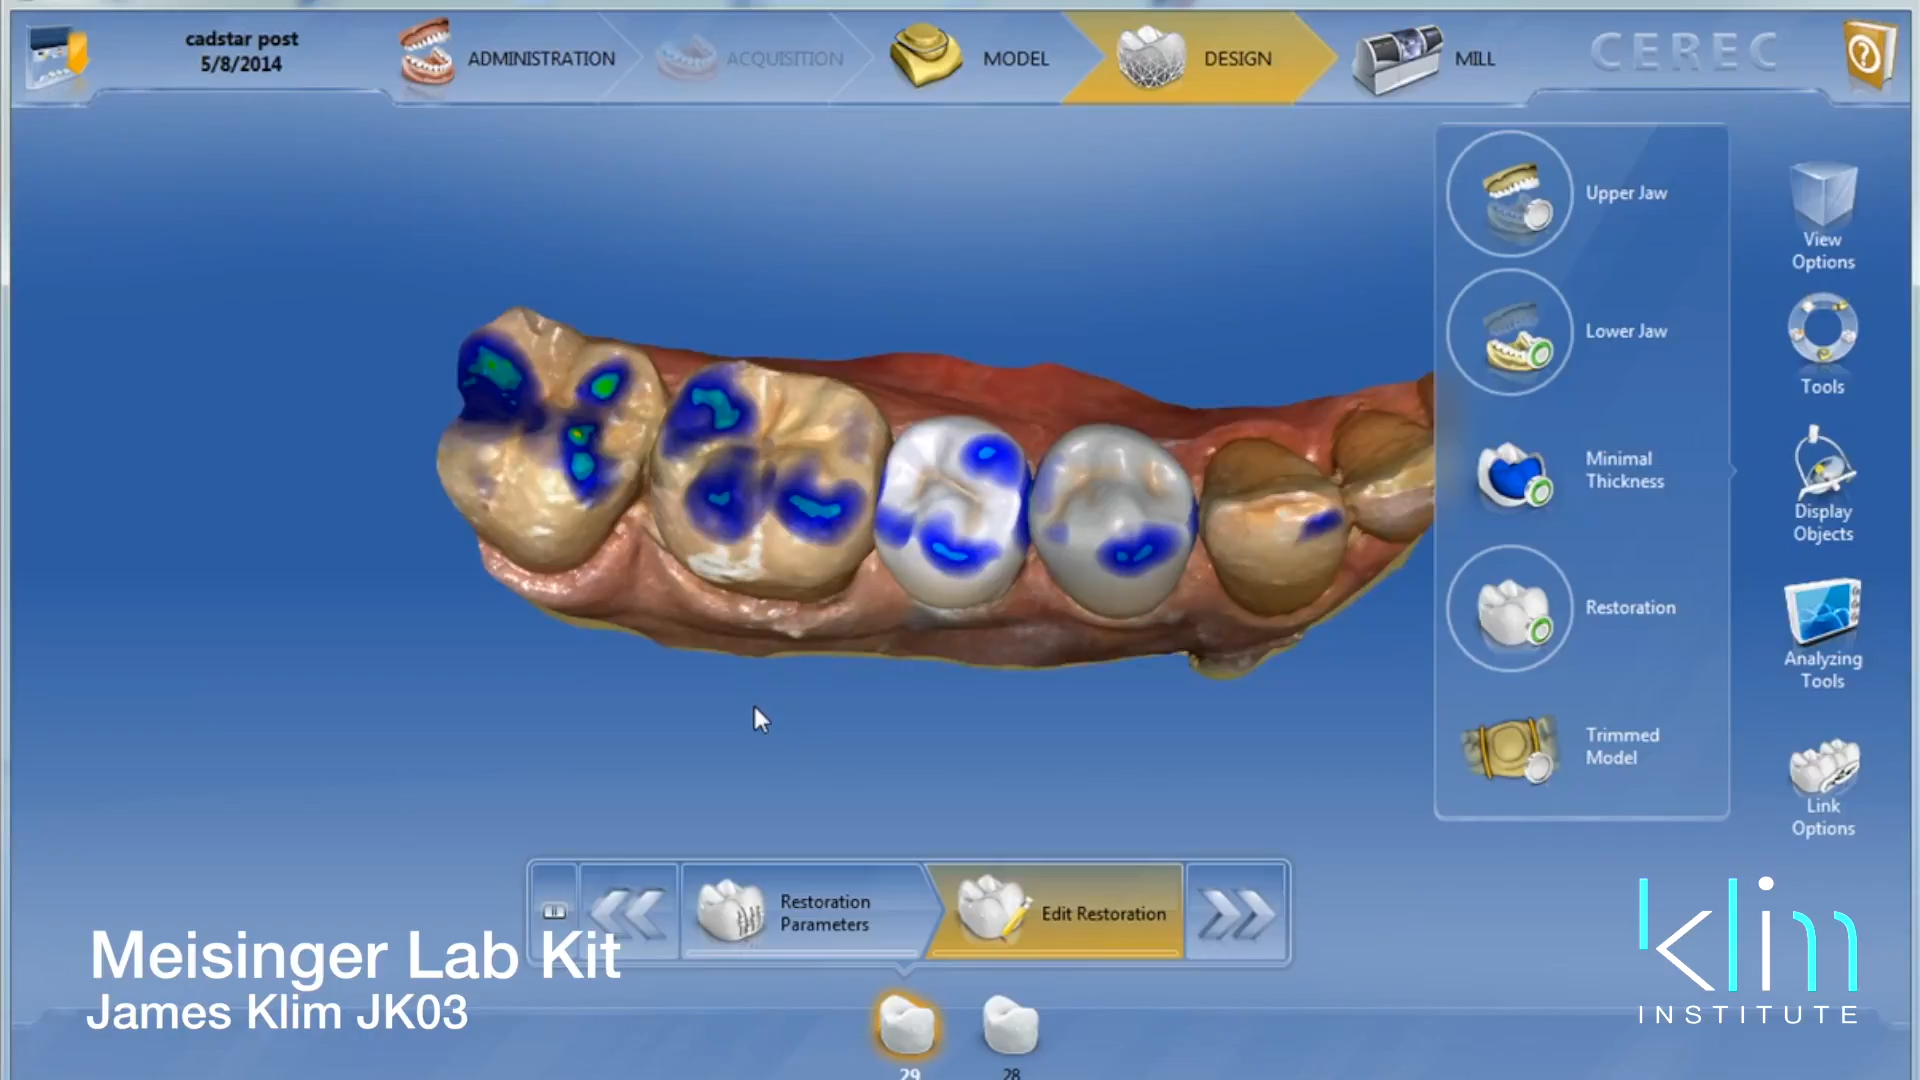 cadstar post
5/8/2014
ADMINISTRATION
ACQUISITION
MODEL
DESIGN
MILL
CEREC
?
Upper Jaw
Lower Jaw
Minimal
Thickness
Restoration
Trimmed
Model
View
Options
Tools
Display
Objects
Analyzing
Tools
Link
Options
Restoration
Parameters
Edit Restoration
Meisinger Lab Kit
James Klim JK03
klim
INSTITUTE
29
28